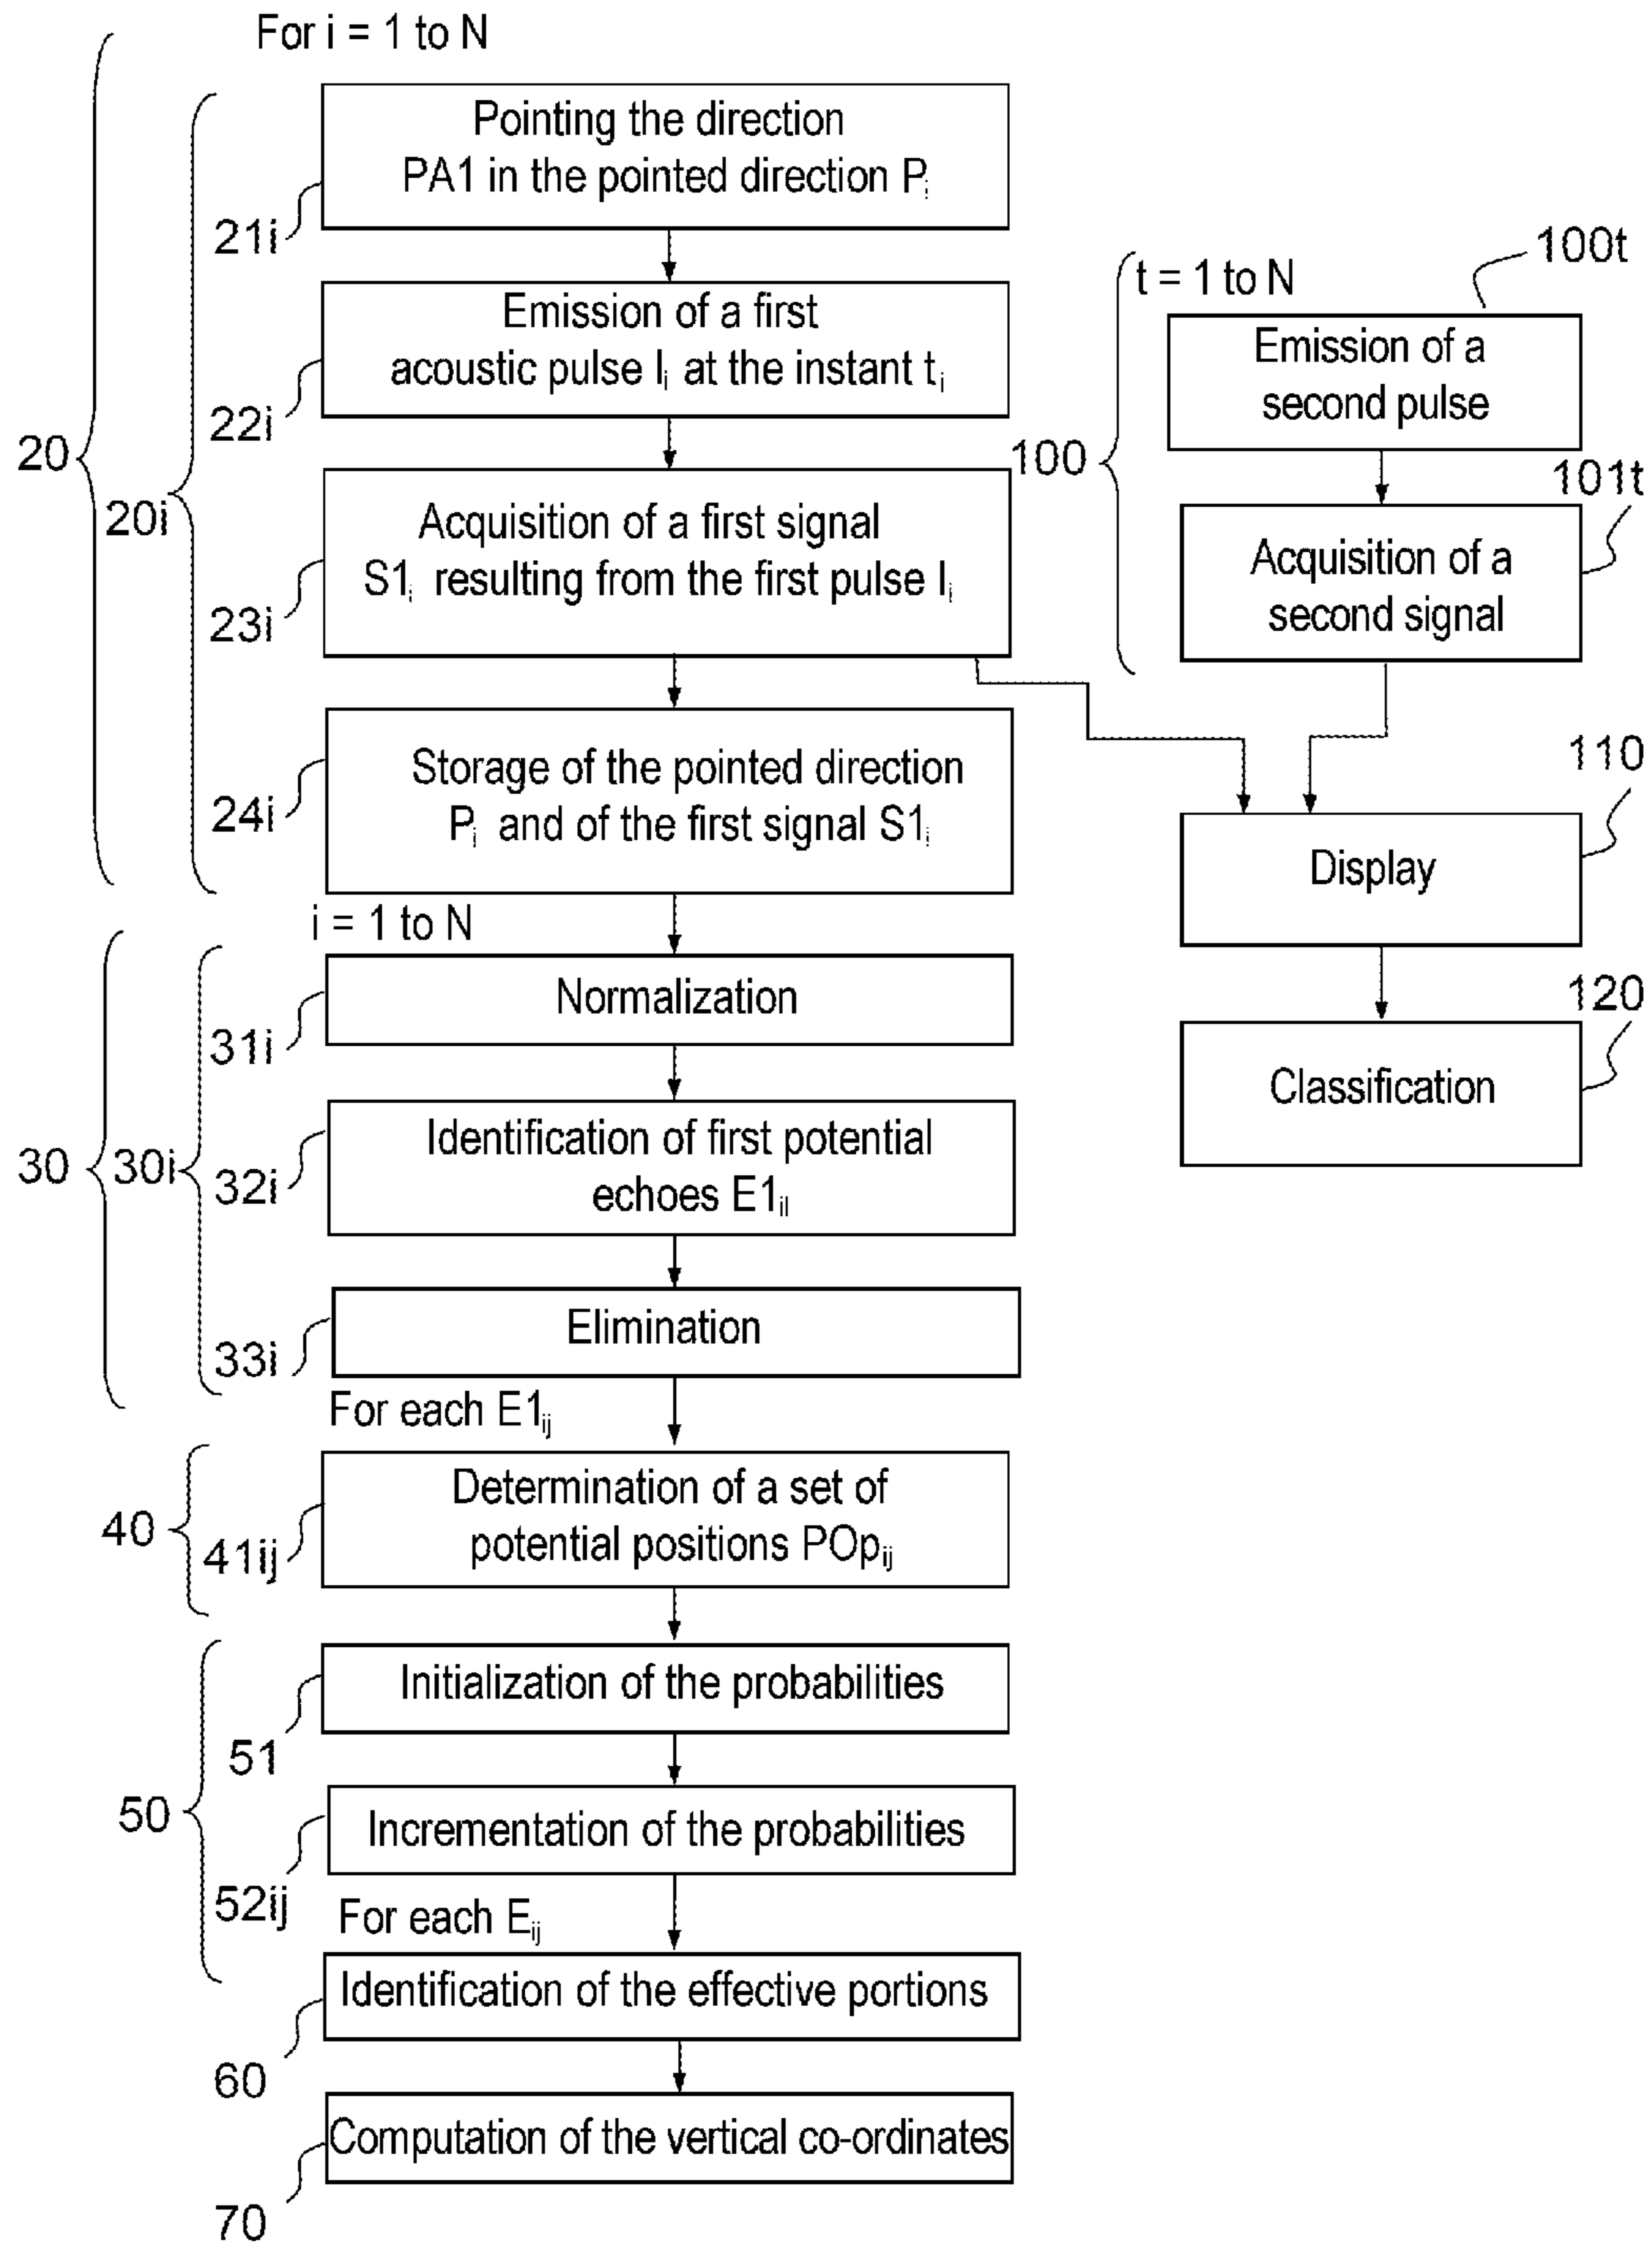 For i = 1 to N
Pointing the direction
PA1 in the pointed direction Pᵢ
21i
Emission of a first
acoustic pulse Iᵢ at the instant tᵢ
22i
20
20i
Acquisition of a first signal
S1ᵢ resulting from the first pulse Iᵢ
23i
Storage of the pointed direction
Pᵢ and of the first signal S1ᵢ
24i
t = 1 to N
100t
Emission of a
second pulse
100
101t
Acquisition of a
second signal
110
Display
120
Classification
i = 1 to N
Normalization
31i
30
30i
Identification of first potential
echoes E1ᵢₗ
32i
Elimination
33i
For each E1ᵢⱼ
40
Determination of a set of
potential positions POpᵢⱼ
41ij
Initialization of the probabilities
51
50
Incrementation of the probabilities
52ij
For each Eᵢⱼ
Identification of the effective portions
60
Computation of the vertical co-ordinates
70